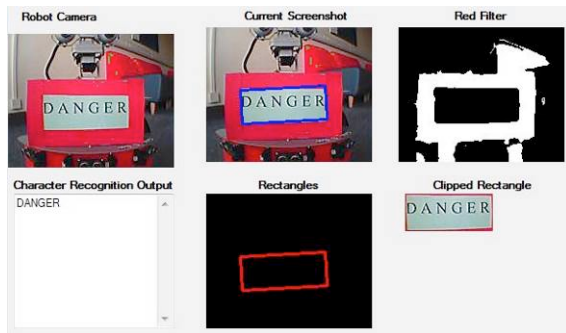 Robot Camera
Current Screenshot
Red Filter
DANGER
DANGER
Character Recognition Output
Rectangles
Clipped Rectangle
DANGER
DANGER